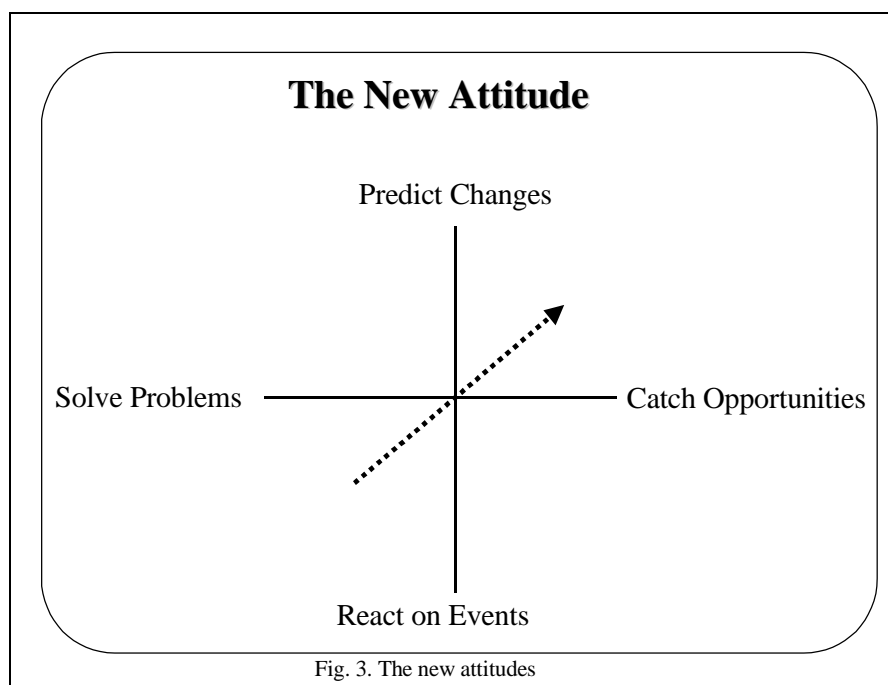 The New Attitude
Predict Changes
Solve Problems
Catch Opportunities
React on Events
Fig. 3. The new attitudes